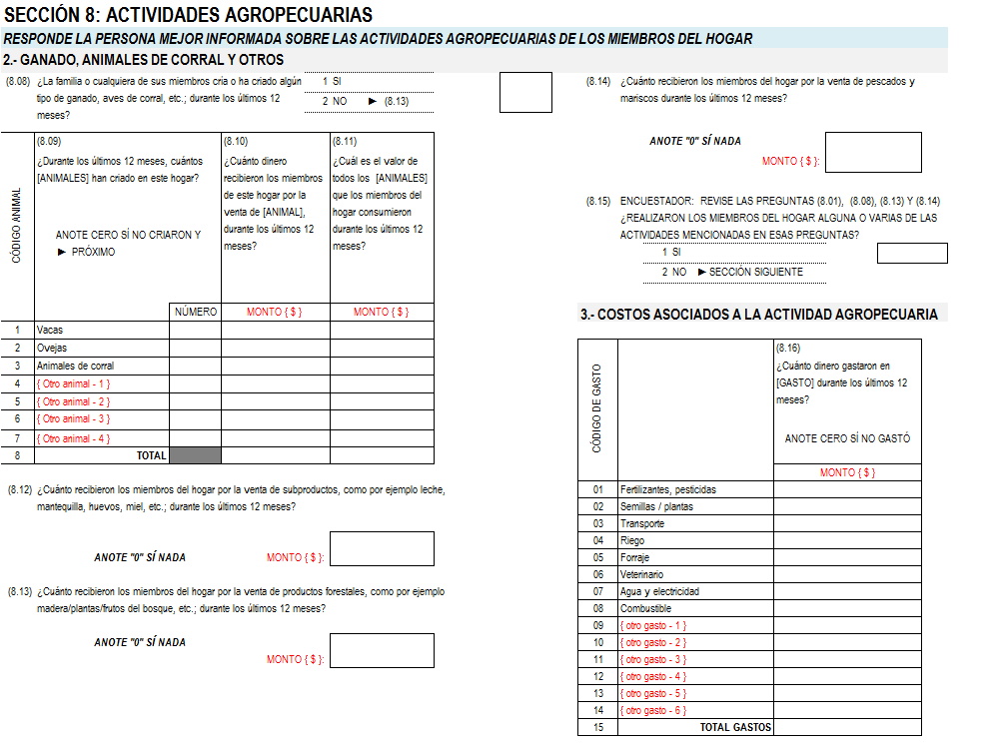 SECCIÓN 8: ACTIVIDADES AGROPECUARIAS
RESPONDE LA PERSONA MEJOR INFORMADA SOBRE LAS ACTIVIDADES AGROPECUARIAS DE LOS MIEMBROS DEL HOGAR
2.- GANADO, ANIMALES DE CORRAL Y OTROS
(8.08) ¿La familia o cualquiera de sus miembros cría o ha criado algún
tipo de ganado, aves de corral, etc.; durante los últimos 12
meses?
1 SI
2 NO ► (8.13)
CÓDIGO ANIMAL
(8.09)
¿Durante los últimos 12 meses, cuántos
[ANIMALES] han criado en este hogar?
ANOTE CERO SÍ NO CRIARON Y
► PRÓXIMO
(8.10)
¿Cuánto dinero
recibieron los miembros
de este hogar por la
venta de [ANIMAL],
durante los últimos 12
meses?
(8.11)
¿Cuál es el valor de
todos los [ANIMALES]
que los miembros del
hogar consumieron
durante los últimos 12
meses?
NÚMERO MONTO { $ } MONTO { $ }
1 Vacas
2 Ovejas
3 Animales de corral
4 { Otro animal - 1 }
5 { Otro animal - 2 }
6 { Otro animal - 3 }
7 { Otro animal - 4 }
8 TOTAL
(8.12) ¿Cuánto recibieron los miembros del hogar por la venta de subproductos, como por ejemplo leche,
mantequilla, huevos, miel, etc.; durante los últimos 12 meses?
ANOTE "0" SÍ NADA MONTO { $ }:
(8.13) ¿Cuánto recibieron los miembros del hogar por la venta de productos forestales, como por ejemplo
madera/plantas/frutos del bosque, etc.; durante los últimos 12 meses?
ANOTE "0" SÍ NADA
MONTO { $ }:
(8.14) ¿Cuánto recibieron los miembros del hogar por la venta de pescados y
mariscos durante los últimos 12 meses?
ANOTE "0" SÍ NADA
MONTO { $ }:
(8.15) ENCUESTADOR: REVISE LAS PREGUNTAS (8.01), (8.08), (8.13) Y (8.14)
¿REALIZARON LOS MIEMBROS DEL HOGAR ALGUNA O VARIAS DE LAS
ACTIVIDADES MENCIONADAS EN ESAS PREGUNTAS?
1 SI
2 NO ► SECCIÓN SIGUIENTE
3.- COSTOS ASOCIADOS A LA ACTIVIDAD AGROPECUARIA
CÓDIGO DE GASTO
(8.16)
¿Cuánto dinero gastaron en
[GASTO] durante los últimos 12
meses?
ANOTE CERO SÍ NO GASTÓ
MONTO { $ }
01 Fertilizantes, pesticidas
02 Semillas / plantas
03 Transporte
04 Riego
05 Forraje
06 Veterinario
07 Agua y electricidad
08 Combustible
09 { otro gasto - 1 }
10 { otro gasto - 2 }
11 { otro gasto - 3 }
12 { otro gasto - 4 }
13 { otro gasto - 5 }
14 { otro gasto - 6 }
15 TOTAL GASTOS